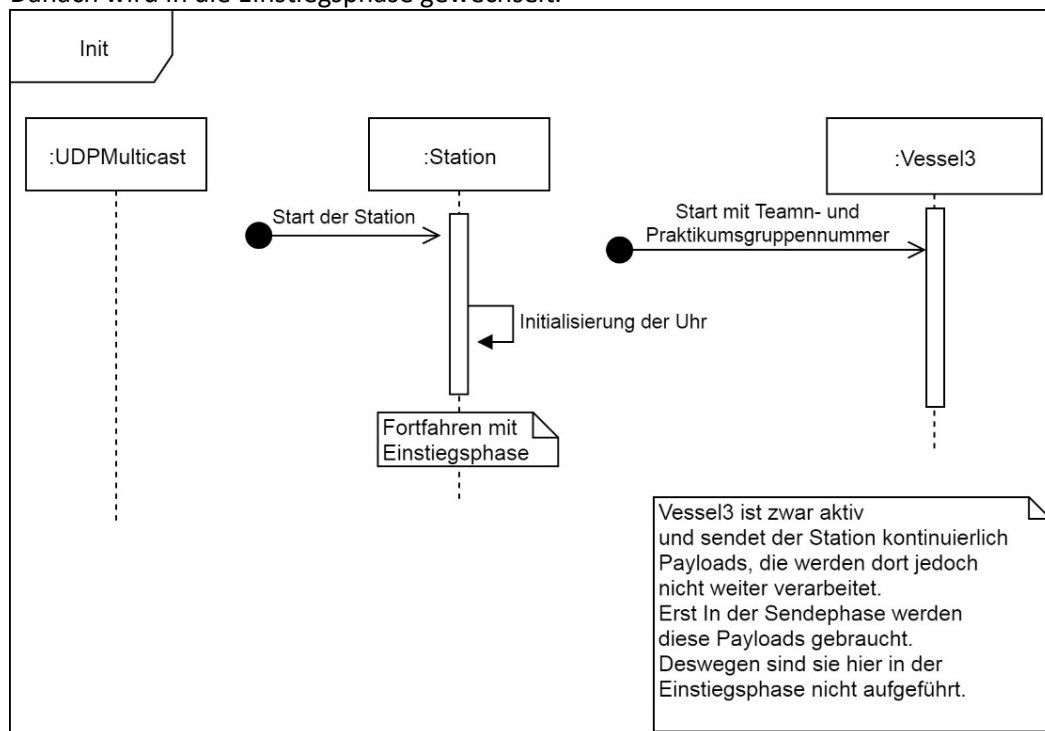 Danach wird in die Einstiegsphase gewechselt.
Init
:UDPMulticast
:Station
:Vessel3
Start der Station
Start mit Teamn- und
Praktikumsgruppennummer
Initialisierung der Uhr
Fortfahren mit
Einstiegsphase
Vessel3 ist zwar aktiv
und sendet der Station kontinuierlich
Payloads, die werden dort jedoch
nicht weiter verarbeitet.
Erst In der Sendephase werden
diese Payloads gebraucht.
Deswegen sind sie hier in der
Einstiegsphase nicht aufgeführt.